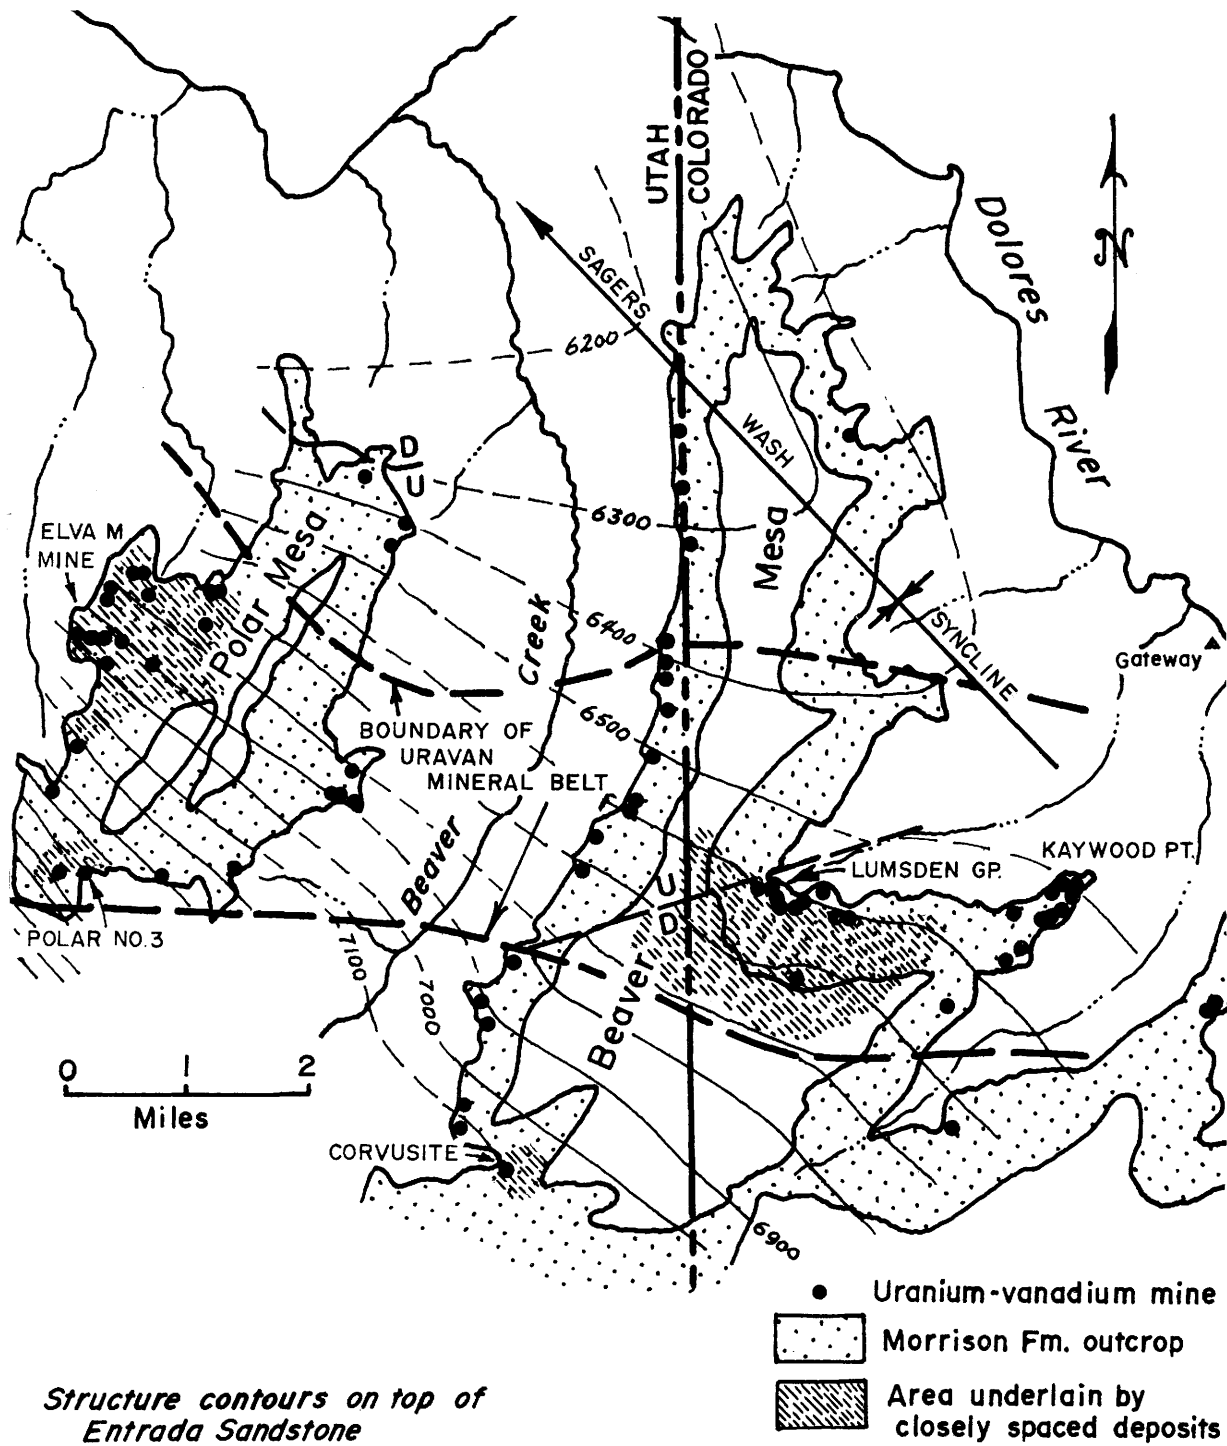 UTAH
COLORADO
Dolores
River
N
SAGERS
WASH
SYNCLINE
6200
D
U
6300
ELVA M
MINE
Polar Mesa
Mesa
6400
Creek
Gateway
6500
BOUNDARY OF
URAVAN
MINERAL BELT
Beaver
KAYWOOD PT.
LUMSDEN GP.
U
D
POLAR NO.3
7100
7000
Beaver
0 1 2
Miles
CORVUSITE
6900
Uranium-vanadium mine
Morrison Fm. outcrop
Area underlain by
closely spaced deposits
Structure contours on top of
Entrada Sandstone